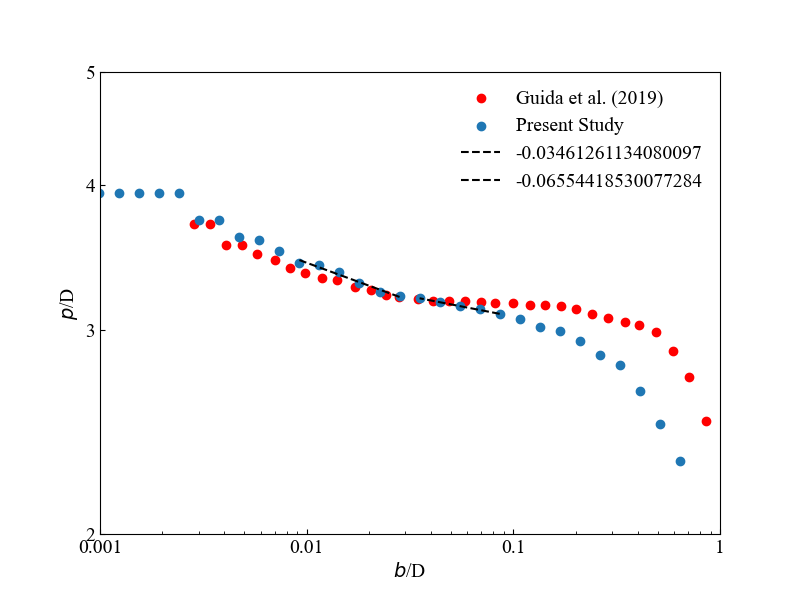 5
Guida et al. (2019)
Present Study
-0.03461261134080097
-0.06554418530077284
4
p/D
3
2
0.001
0.01
0.1
1
b/D